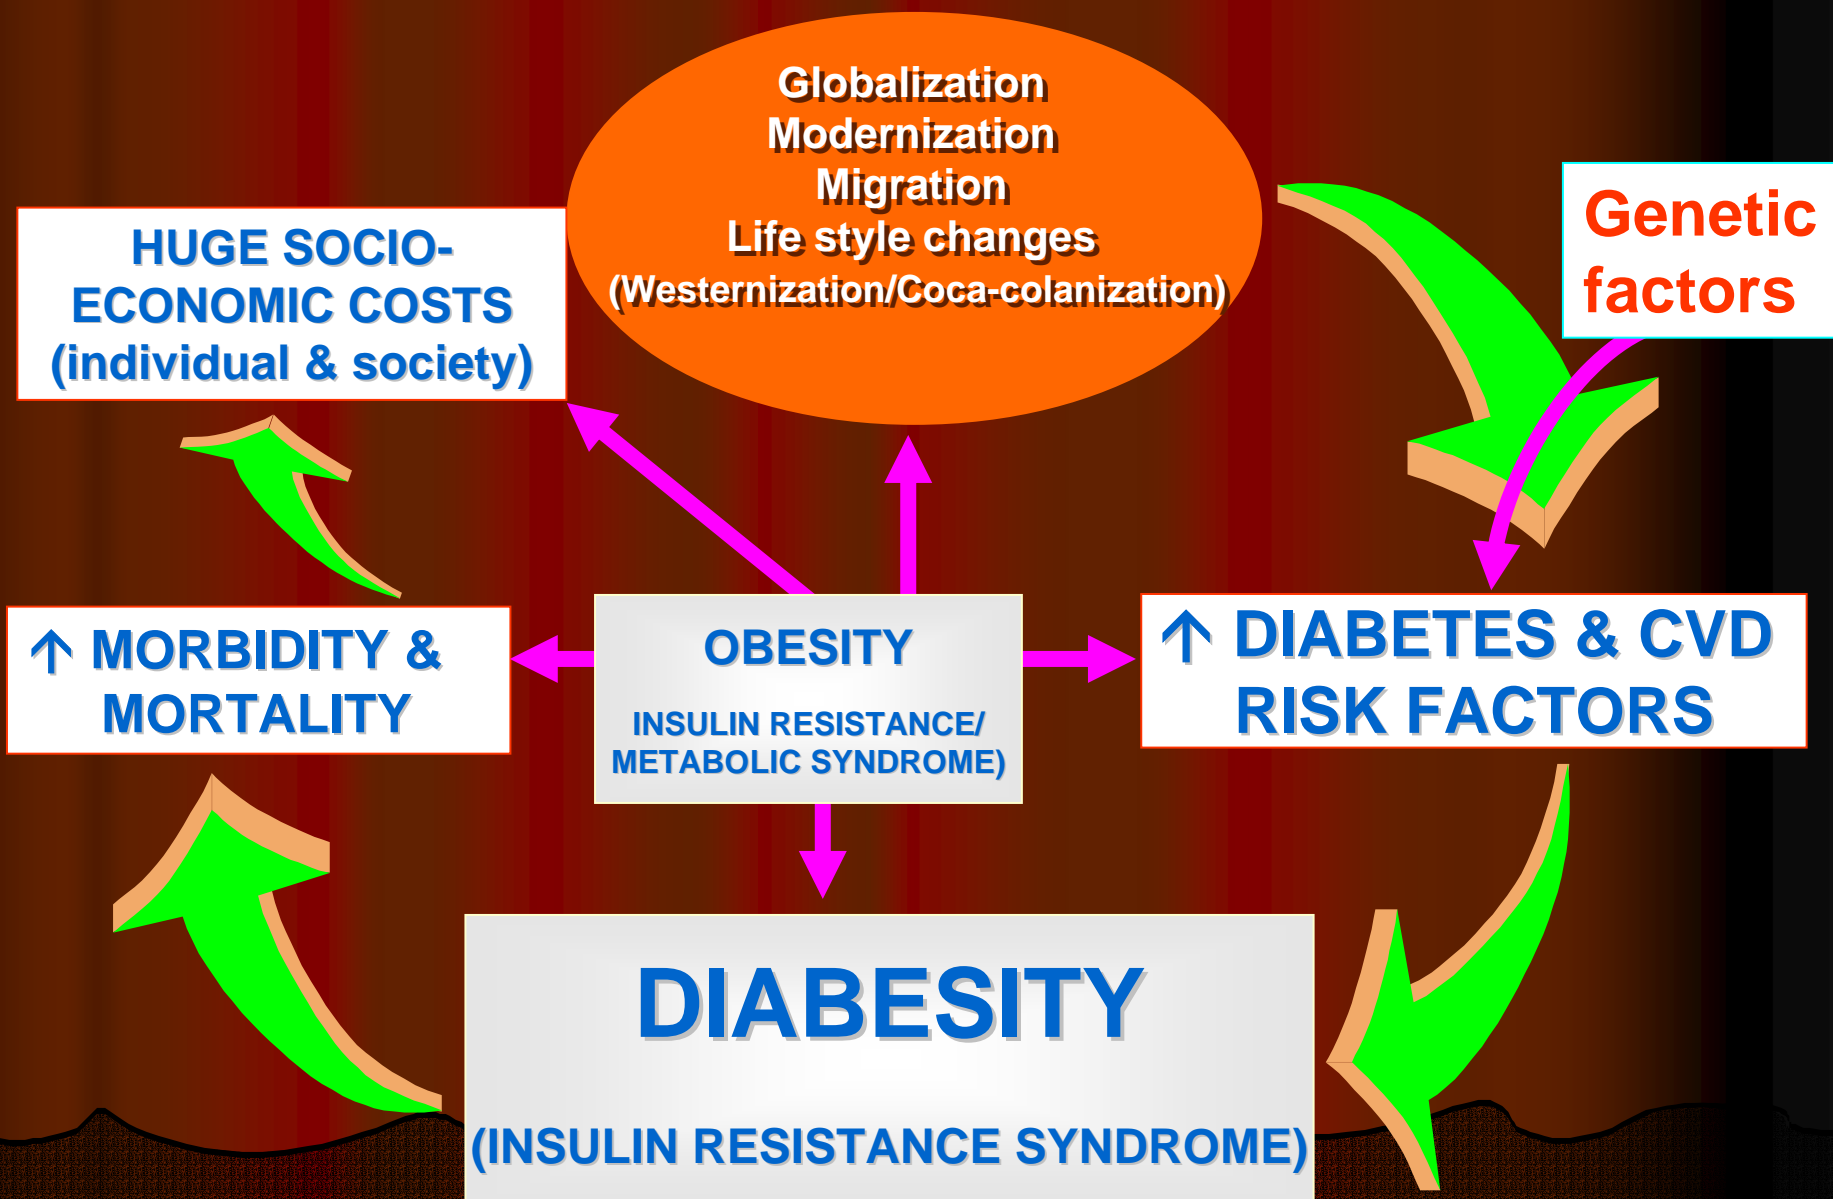 Globalization
Modernization
Migration
Life style changes
(Westernization/Coca-colanization)
Genetic
factors
HUGE SOCIO-
ECONOMIC COSTS
(individual & society)
↑ MORBIDITY &
MORTALITY
OBESITY
INSULIN RESISTANCE/
METABOLIC SYNDROME)
↑ DIABETES & CVD
RISK FACTORS
DIABESITY
(INSULIN RESISTANCE SYNDROME)